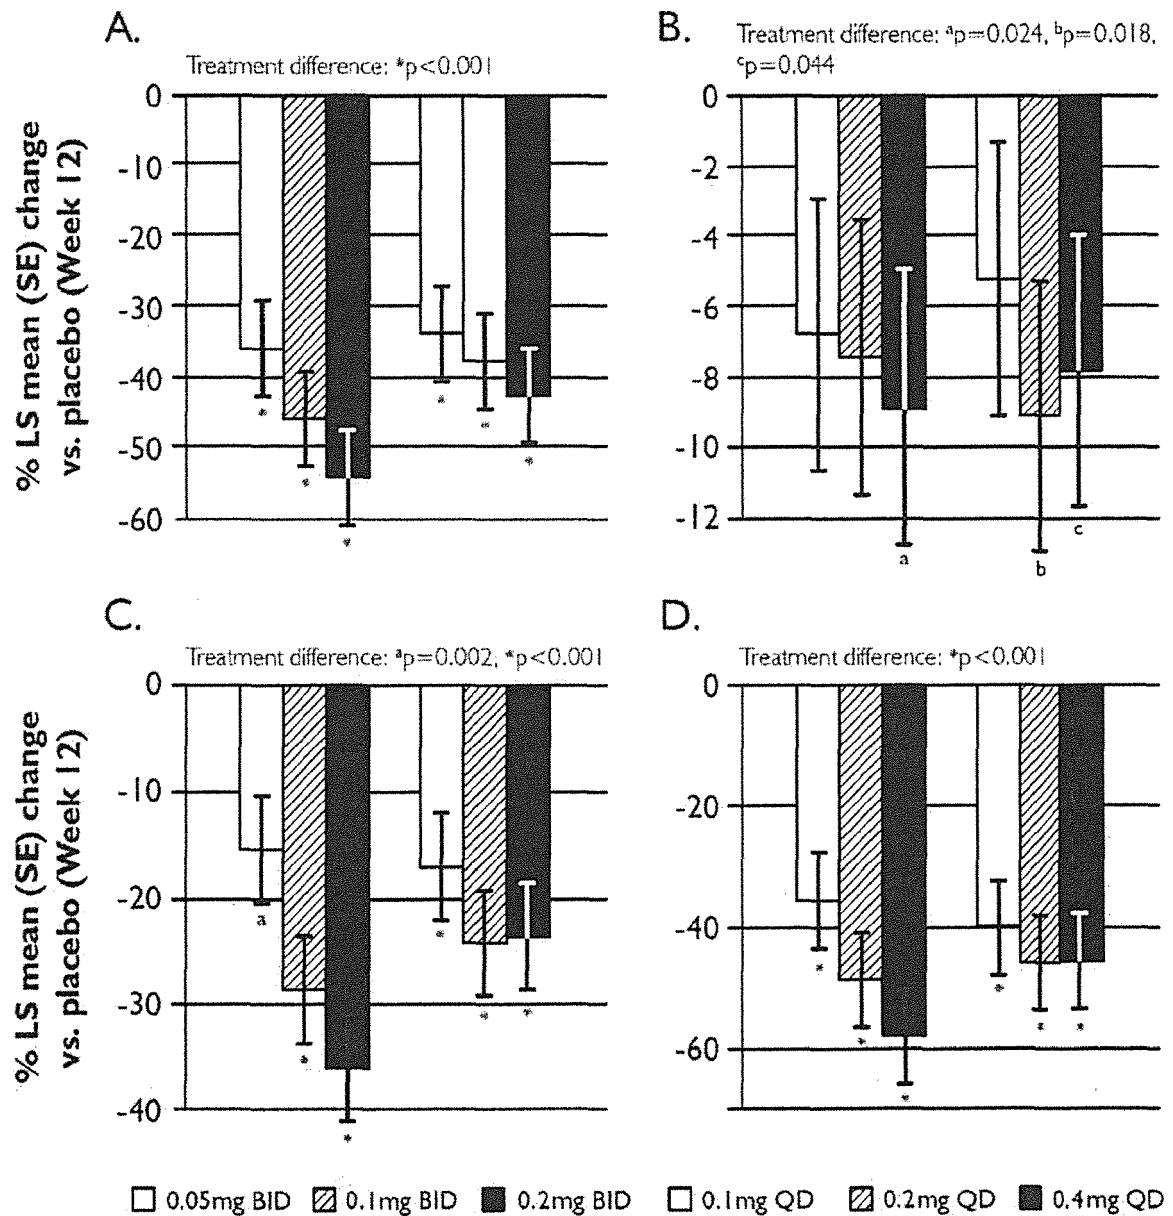 A.
Treatment difference: *p<0.001
% LS mean (SE) change
vs. placebo (Week 12)
0
-10
-20
-30
-40
-50
-60
*
*
*
*
*
*
B.
Treatment difference: ᵃp=0.024, ᵇp=0.018,
ᶜp=0.044
0
-2
-4
-6
-8
-10
-12
a
b
c
C.
Treatment difference: ᵃp=0.002, *p<0.001
% LS mean (SE) change
vs. placebo (Week 12)
0
-10
-20
-30
-40
a
*
*
*
*
*
D.
Treatment difference: *p<0.001
0
-20
-40
-60
*
*
*
*
*
*
0.05mg BID 0.1mg BID 0.2mg BID 0.1mg QD 0.2mg QD 0.4mg QD